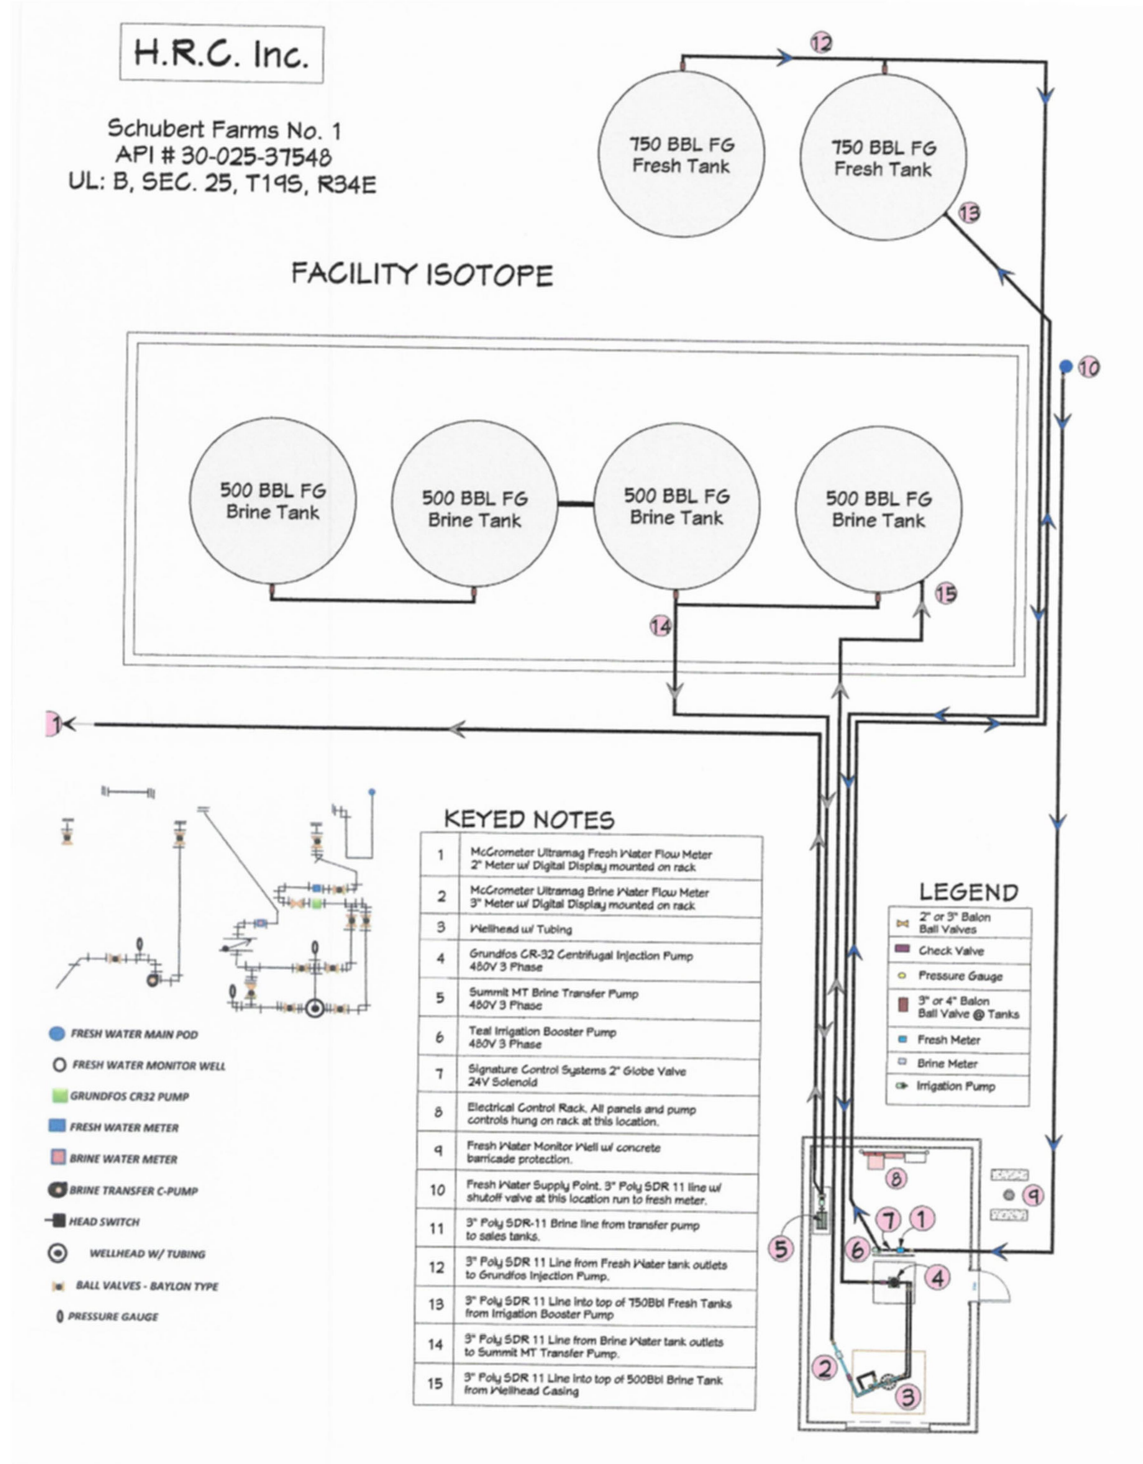 H.R.C. Inc.
Schubert Farms No. 1
API # 30-025-37548
UL: B, SEC. 25, T19S, R34E
FACILITY ISOTOPE
12
750 BBL FG
Fresh Tank
750 BBL FG
Fresh Tank
13
10
500 BBL FG
Brine Tank
500 BBL FG
Brine Tank
500 BBL FG
Brine Tank
500 BBL FG
Brine Tank
14
15
1
KEYED NOTES
1 McCrometer Ultramag Fresh Water Flow Meter
2" Meter w/ Digital Display mounted on rack
2 McCrometer Ultramag Brine Water Flow Meter
3" Meter w/ Digital Display mounted on rack
3 Wellhead w/ Tubing
4 Grundfos CR-32 Centrifugal Injection Pump
480V 3 Phase
5 Summit MT Brine Transfer Pump
480V 3 Phase
6 Teal Irrigation Booster Pump
480V 3 Phase
7 Signature Control Systems 2" Globe Valve
24V Solenoid
8 Electrical Control Rack. All panels and pump
controls hung on rack at this location.
9 Fresh Water Monitor Well w/ concrete
barricade protection.
10 Fresh Water Supply Point. 3" Poly SDR 11 line w/
shutoff valve at this location run to fresh meter.
11 3" Poly SDR-11 Brine line from transfer pump
to sales tanks.
12 3" Poly SDR 11 Line from Fresh Water tank outlets
to Grundfos Injection Pump.
13 3" Poly SDR 11 Line into top of 750Bbl Fresh Tanks
from Irrigation Booster Pump
14 3" Poly SDR 11 Line from Brine Water tank outlets
to Summit MT Transfer Pump.
15 3" Poly SDR 11 Line into top of 500Bbl Brine Tank
from Wellhead Casing
LEGEND
2" or 3" Balon
Ball Valves
Check Valve
Pressure Gauge
3" or 4" Balon
Ball Valve @ Tanks
Fresh Meter
Brine Meter
Irrigation Pump
FRESH WATER MAIN POD
FRESH WATER MONITOR WELL
GRUNDFOS CR32 PUMP
FRESH WATER METER
BRINE WATER METER
BRINE TRANSFER C-PUMP
HEAD SWITCH
WELLHEAD W/ TUBING
BALL VALVES - BAYLON TYPE
PRESSURE GAUGE
8
9
7
1
5
6
4
2
3